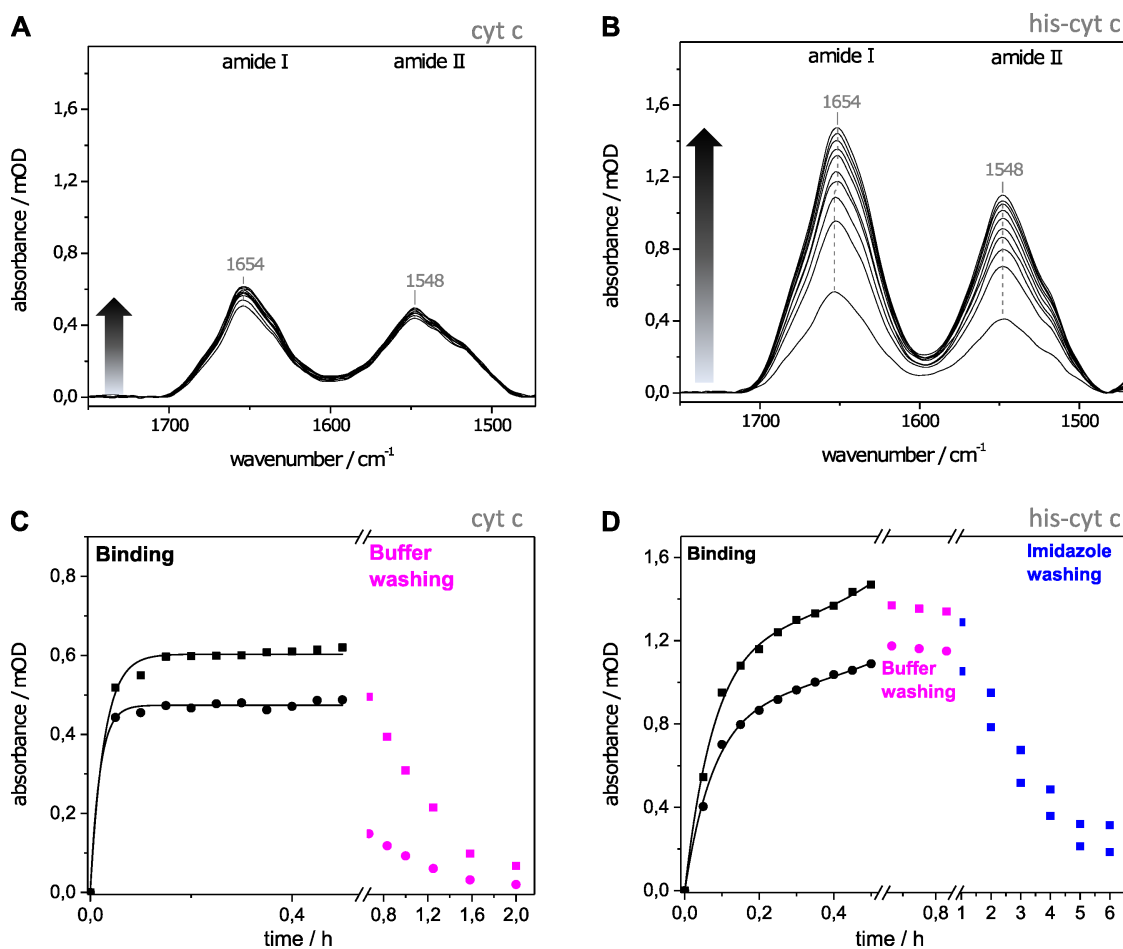 A
cyt c
amide I
amide II
1,6
1,2
0,8
0,4
0,0
absorbance / mOD
1654
1548
1700
1600
1500
wavenumber / cm-1
B
his-cyt c
amide I
amide II
1,6
1,2
0,8
0,4
0,0
absorbance / mOD
1654
1548
1700
1600
1500
wavenumber / cm-1
C
cyt c
Binding
Buffer
washing
0,8
0,6
0,4
0,2
0,0
absorbance / mOD
0,0 0,4 0,8 1,2 1,6 2,0
time / h
D
his-cyt c
Binding
Imidazole
washing
Buffer
washing
1,6
1,2
0,8
0,4
0,0
absorbance / mOD
0,0 0,2 0,4 0,8 1 2 3 4 5 6
time / h